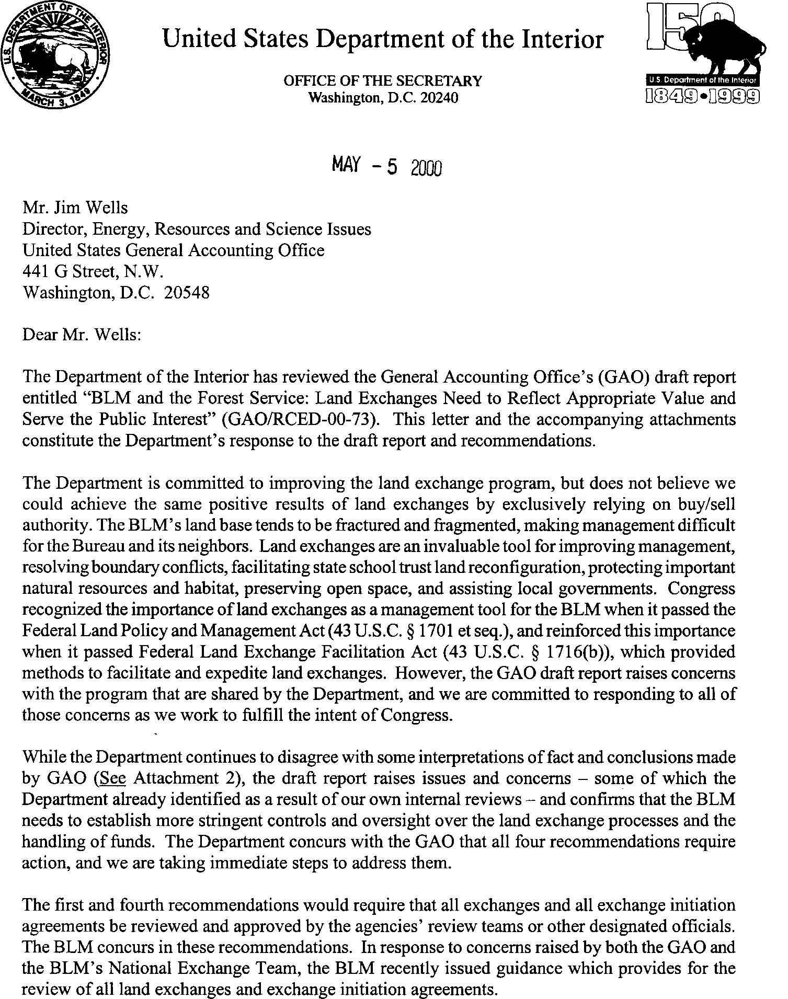 U.S. DEPARTMENT OF THE INTERIOR
MARCH 3, 1849
United States Department of the Interior
OFFICE OF THE SECRETARY
Washington, D.C. 20240
150
U.S. Department of the Interior
1849•1999
MAY - 5 2000
Mr. Jim Wells
Director, Energy, Resources and Science Issues
United States General Accounting Office
441 G Street, N.W.
Washington, D.C. 20548
Dear Mr. Wells:
The Department of the Interior has reviewed the General Accounting Office's (GAO) draft report
entitled “BLM and the Forest Service: Land Exchanges Need to Reflect Appropriate Value and
Serve the Public Interest” (GAO/RCED-00-73). This letter and the accompanying attachments
constitute the Department's response to the draft report and recommendations.
The Department is committed to improving the land exchange program, but does not believe we
could achieve the same positive results of land exchanges by exclusively relying on buy/sell
authority. The BLM's land base tends to be fractured and fragmented, making management difficult
for the Bureau and its neighbors. Land exchanges are an invaluable tool for improving management,
resolving boundary conflicts, facilitating state school trust land reconfiguration, protecting important
natural resources and habitat, preserving open space, and assisting local governments. Congress
recognized the importance of land exchanges as a management tool for the BLM when it passed the
Federal Land Policy and Management Act (43 U.S.C. § 1701 et seq.), and reinforced this importance
when it passed Federal Land Exchange Facilitation Act (43 U.S.C. § 1716(b)), which provided
methods to facilitate and expedite land exchanges. However, the GAO draft report raises concerns
with the program that are shared by the Department, and we are committed to responding to all of
those concerns as we work to fulfill the intent of Congress.
While the Department continues to disagree with some interpretations of fact and conclusions made
by GAO (See Attachment 2), the draft report raises issues and concerns – some of which the
Department already identified as a result of our own internal reviews – and confirms that the BLM
needs to establish more stringent controls and oversight over the land exchange processes and the
handling of funds. The Department concurs with the GAO that all four recommendations require
action, and we are taking immediate steps to address them.
The first and fourth recommendations would require that all exchanges and all exchange initiation
agreements be reviewed and approved by the agencies' review teams or other designated officials.
The BLM concurs in these recommendations. In response to concerns raised by both the GAO and
the BLM's National Exchange Team, the BLM recently issued guidance which provides for the
review of all land exchanges and exchange initiation agreements.